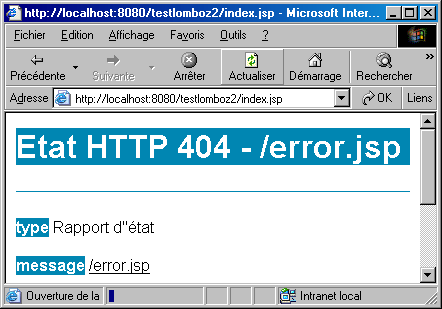 http://localhost:8080/testlomboz2/index.jsp - Microsoft Inter...
Fichier Edition Affichage Favoris Outils ?
Précédente Suivante Arrêter Actualiser Démarrage Rechercher
Adresse http://localhost:8080/testlomboz2/index.jsp OK Liens
Etat HTTP 404 - /error.jsp
type Rapport d''état
message /error.jsp
Ouverture de la Intranet local